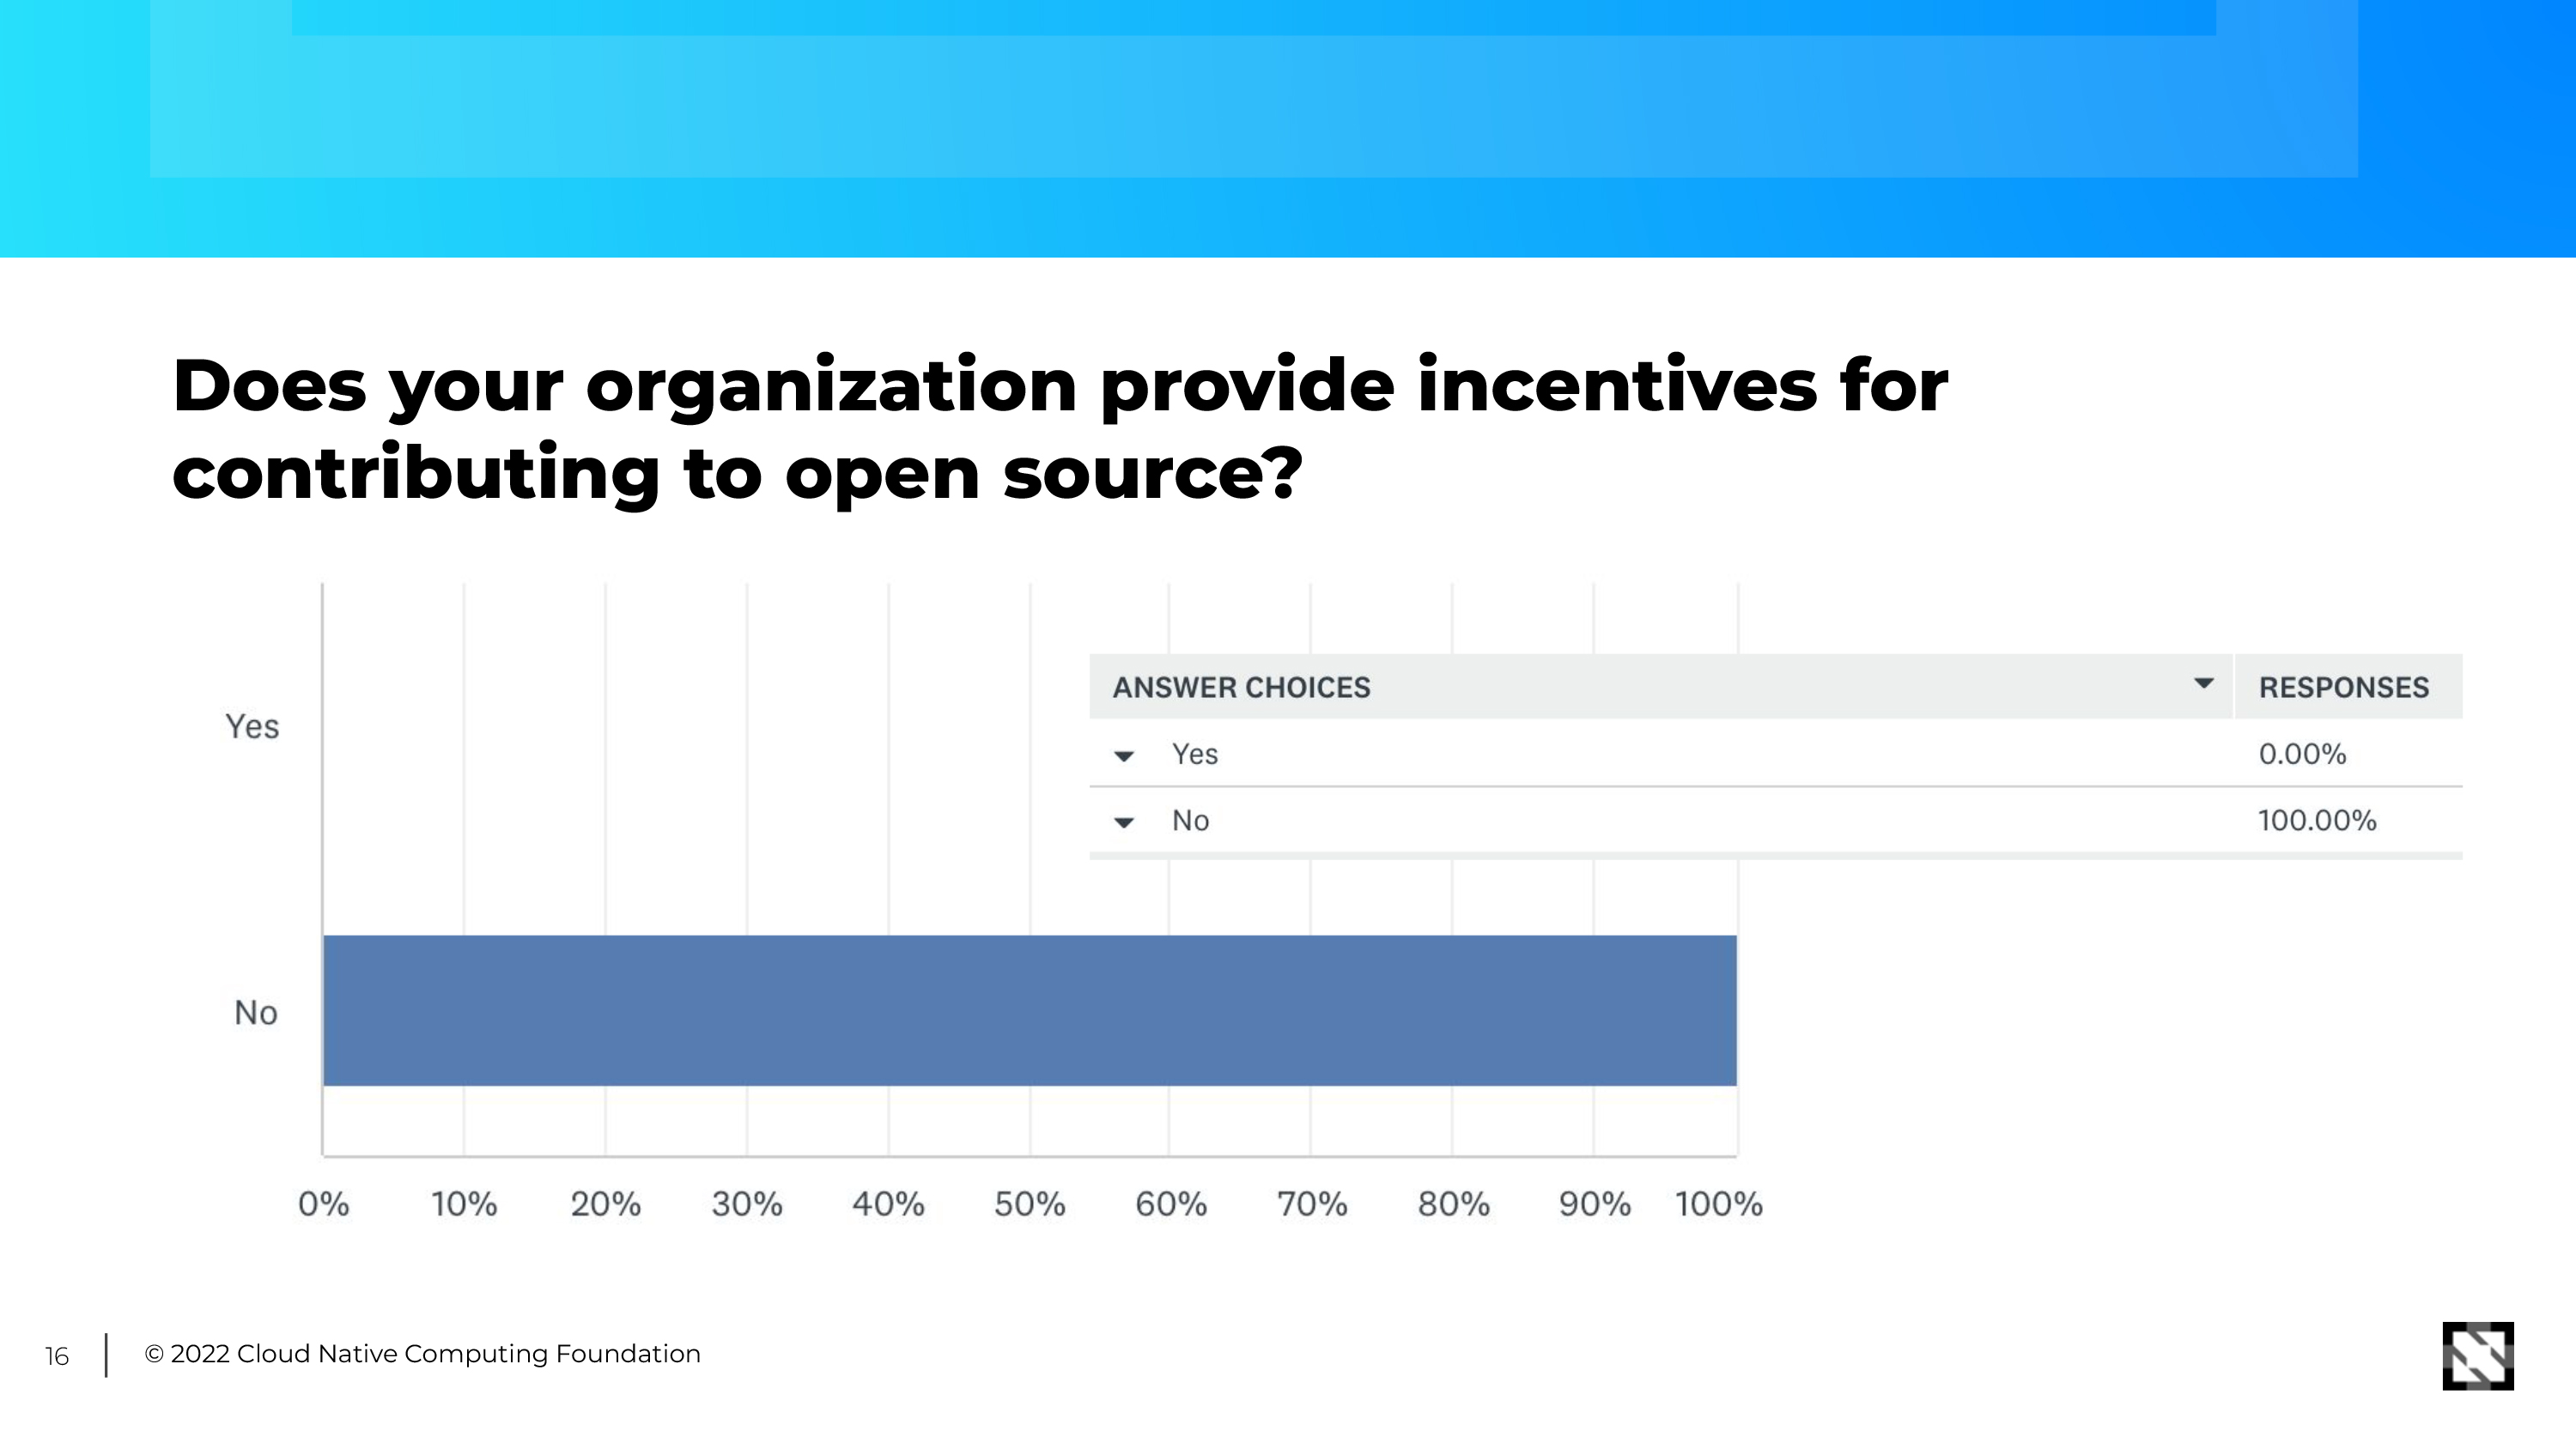 Does your organization provide incentives for
contributing to open source?
ANSWER CHOICES RESPONSES
Yes 0.00%
No 100.00%
Yes
No
0% 10% 20% 30% 40% 50% 60% 70% 80% 90% 100%
16 © 2022 Cloud Native Computing Foundation